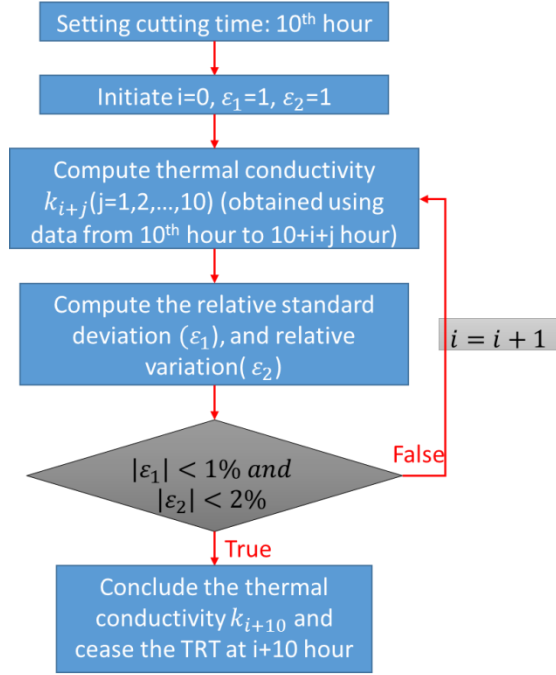 Setting cutting time: 10th hour
Initiate i=0, ε₁=1, ε₂=1
Compute thermal conductivity
k_{i+j}(j=1,2,...,10) (obtained using
data from 10th hour to 10+i+j hour)
Compute the relative standard
deviation (ε₁), and relative
variation( ε₂)
i = i + 1
|ε₁| < 1% and
|ε₂| < 2%
False
True
Conclude the thermal
conductivity k_{i+10} and
cease the TRT at i+10 hour